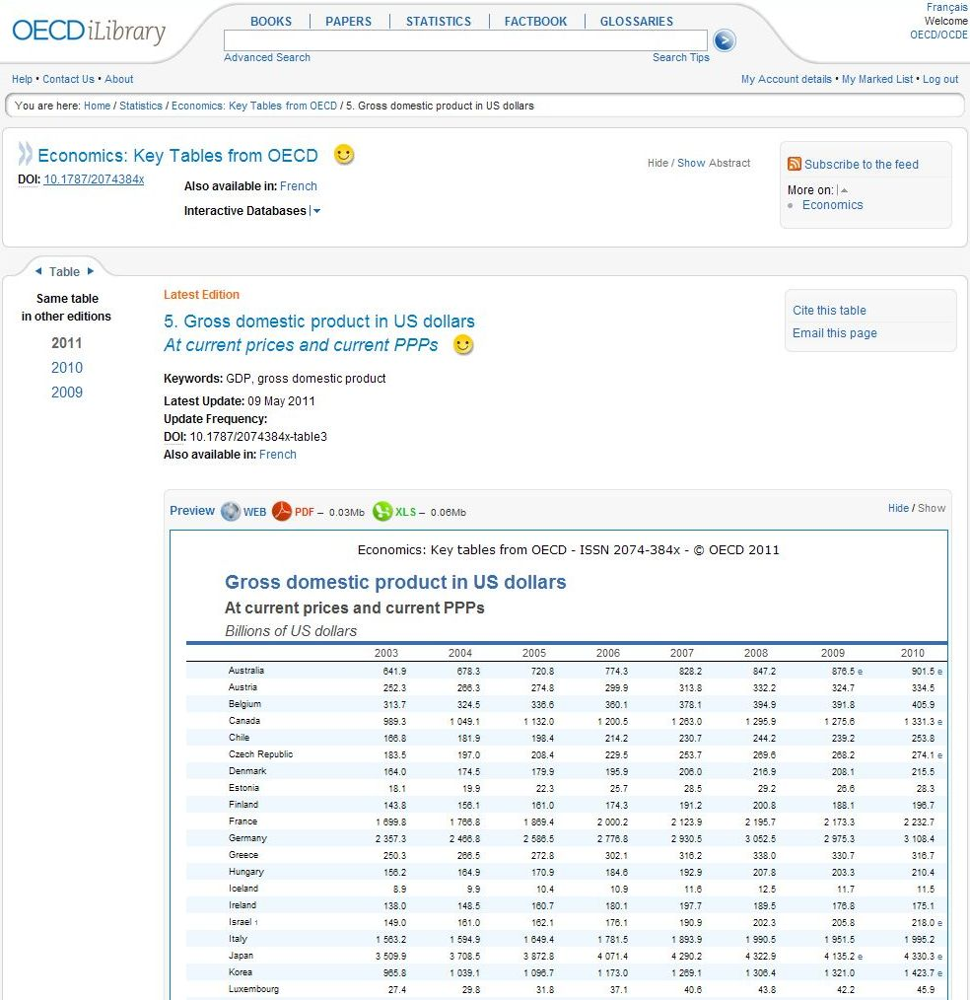 OECD iLibrary
BOOKS | PAPERS | STATISTICS | FACTBOOK | GLOSSARIES
Français
Welcome
OECD/OCDE
Advanced Search Search Tips
Help • Contact Us • About
My Account details • My Marked List • Log out
You are here: Home / Statistics / Economics: Key Tables from OECD / 5. Gross domestic product in US dollars
Economics: Key Tables from OECD
DOI: 10.1787/2074384x
Also available in: French
Interactive Databases
Hide / Show Abstract
Subscribe to the feed
More on:
Economics
Table
Same table
in other editions
2011
2010
2009
Latest Edition
5. Gross domestic product in US dollars
At current prices and current PPPs
Keywords: GDP, gross domestic product
Latest Update: 09 May 2011
Update Frequency:
DOI: 10.1787/2074384x-table3
Also available in: French
Cite this table
Email this page
Preview WEB PDF – 0.03Mb XLS – 0.06Mb
Hide / Show
Economics: Key tables from OECD - ISSN 2074-384x - © OECD 2011
Gross domestic product in US dollars
At current prices and current PPPs
Billions of US dollars
2003 2004 2005 2006 2007 2008 2009 2010
Australia 641.9 678.3 720.8 774.3 828.2 847.2 876.5 e 901.5 e
Austria 252.3 266.3 274.8 299.9 313.8 332.2 324.7 334.5
Belgium 313.7 324.5 336.6 360.1 378.1 394.9 391.8 405.9
Canada 989.3 1 049.1 1 132.0 1 200.5 1 263.0 1 295.9 1 275.6 1 331.3 e
Chile 166.8 181.9 198.4 214.2 230.7 244.2 239.2 253.8
Czech Republic 183.5 197.0 208.4 229.5 253.7 269.6 268.2 274.1 e
Denmark 164.0 174.5 179.9 195.9 206.0 216.9 208.1 215.5
Estonia 18.1 19.9 22.3 25.7 28.5 29.2 26.6 28.3
Finland 143.8 156.1 161.0 174.3 191.2 200.8 188.1 196.7
France 1 699.8 1 766.8 1 869.4 2 000.2 2 123.9 2 195.7 2 173.3 2 232.7
Germany 2 357.3 2 466.8 2 586.5 2 776.8 2 930.5 3 052.5 2 975.3 3 108.4
Greece 250.3 266.5 272.8 302.1 316.2 338.0 330.7 316.7
Hungary 156.2 164.9 170.9 184.6 192.9 207.8 203.3 210.4
Iceland 8.9 9.9 10.4 10.9 11.6 12.5 11.7 11.5
Ireland 138.0 148.5 160.7 180.1 197.7 189.5 176.8 175.1
Israel 1 149.0 161.0 162.1 176.1 190.9 202.3 205.8 218.0 e
Italy 1 563.2 1 594.9 1 649.4 1 781.5 1 893.9 1 990.5 1 951.5 1 995.2
Japan 3 509.9 3 708.5 3 872.8 4 071.4 4 290.2 4 322.9 4 135.2 e 4 330.3 e
Korea 965.8 1 039.1 1 096.7 1 173.0 1 269.1 1 306.4 1 321.0 1 423.7 e
Luxembourg 27.4 29.8 31.8 37.1 40.6 43.8 42.2 45.9